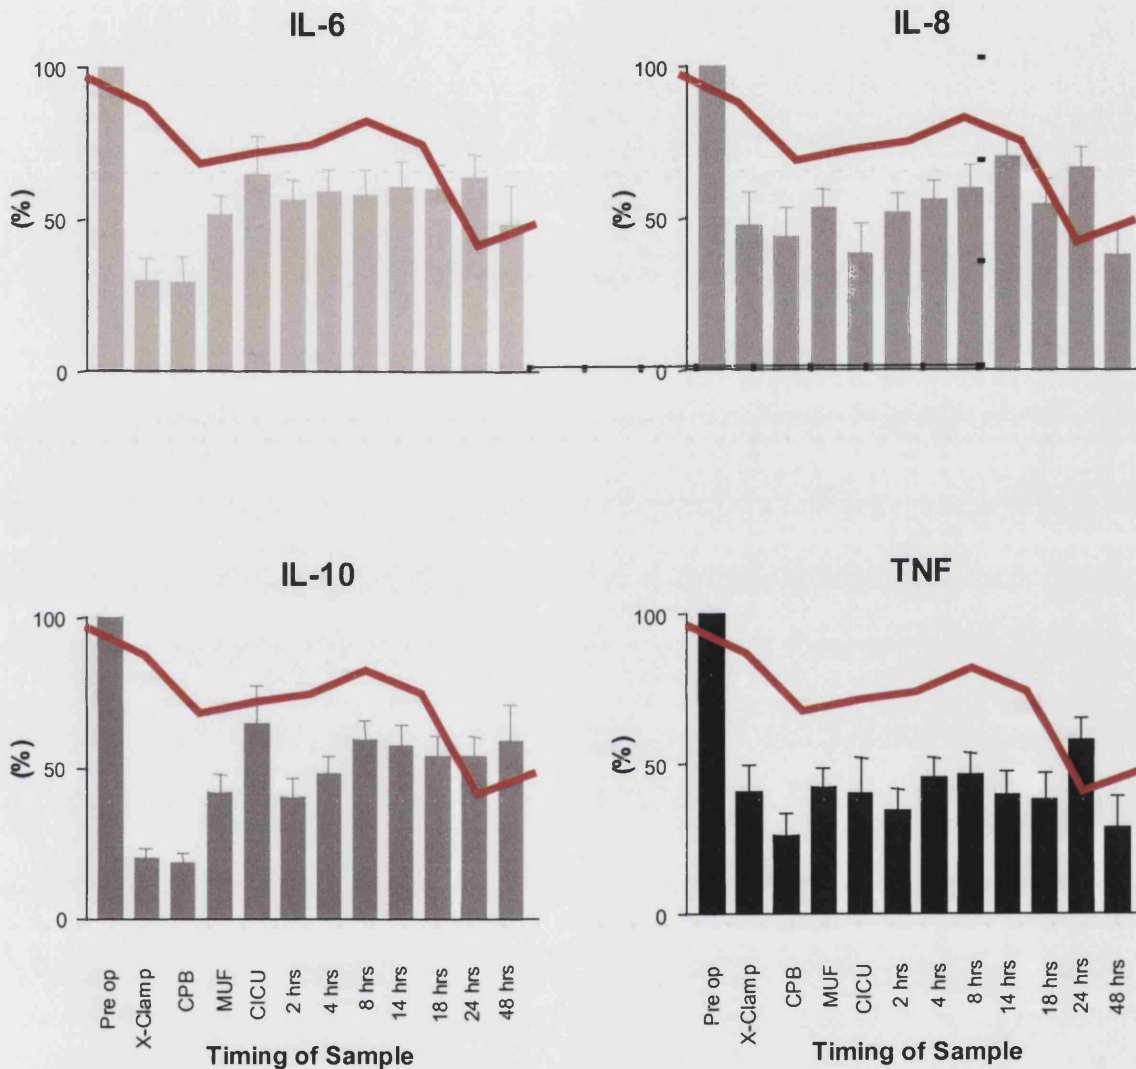 IL-6
100
50
0
(%)
IL-8
100
50
0
(%)
IL-10
100
50
0
(%)
Pre op
X-Clamp
CPB
MUF
CICU
2 hrs
4 hrs
8 hrs
14 hrs
18 hrs
24 hrs
48 hrs
Timing of Sample
TNF
100
50
0
(%)
Pre op
X-Clamp
CPB
MUF
CICU
2 hrs
4 hrs
8 hrs
14 hrs
18 hrs
24 hrs
48 hrs
Timing of Sample